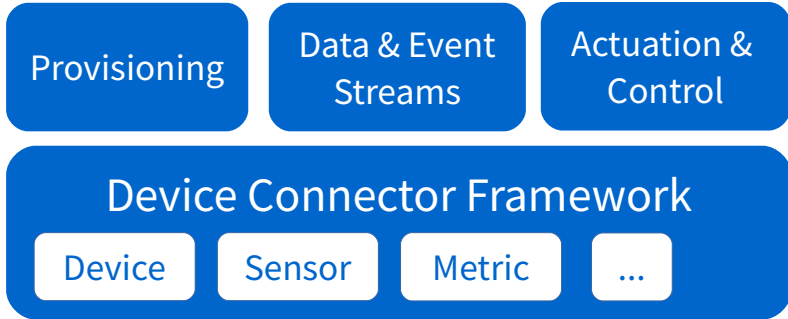 Provisioning
Data & Event
Streams
Actuation &
Control
Device Connector Framework
Device
Sensor
Metric
...